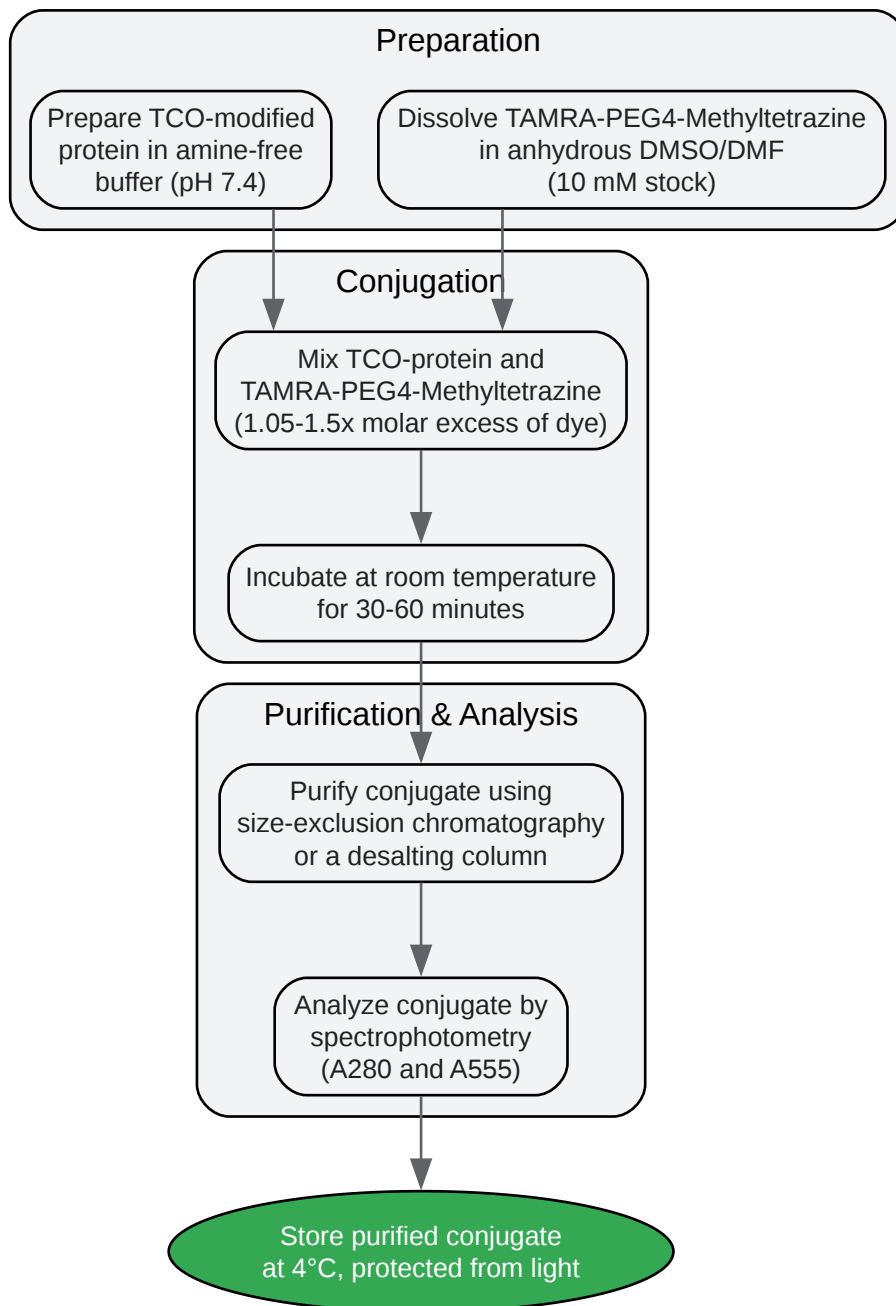 Preparation
Prepare TCO-modified
protein in amine-free
buffer (pH 7.4)
Dissolve TAMRA-PEG4-Methyltetrazine
in anhydrous DMSO/DMF
(10 mM stock)
Conjugation
Mix TCO-protein and
TAMRA-PEG4-Methyltetrazine
(1.05-1.5x molar excess of dye)
Incubate at room temperature
for 30-60 minutes
Purification & Analysis
Purify conjugate using
size-exclusion chromatography
or a desalting column
Analyze conjugate by
spectrophotometry
(A280 and A555)
Store purified conjugate
at 4°C, protected from light